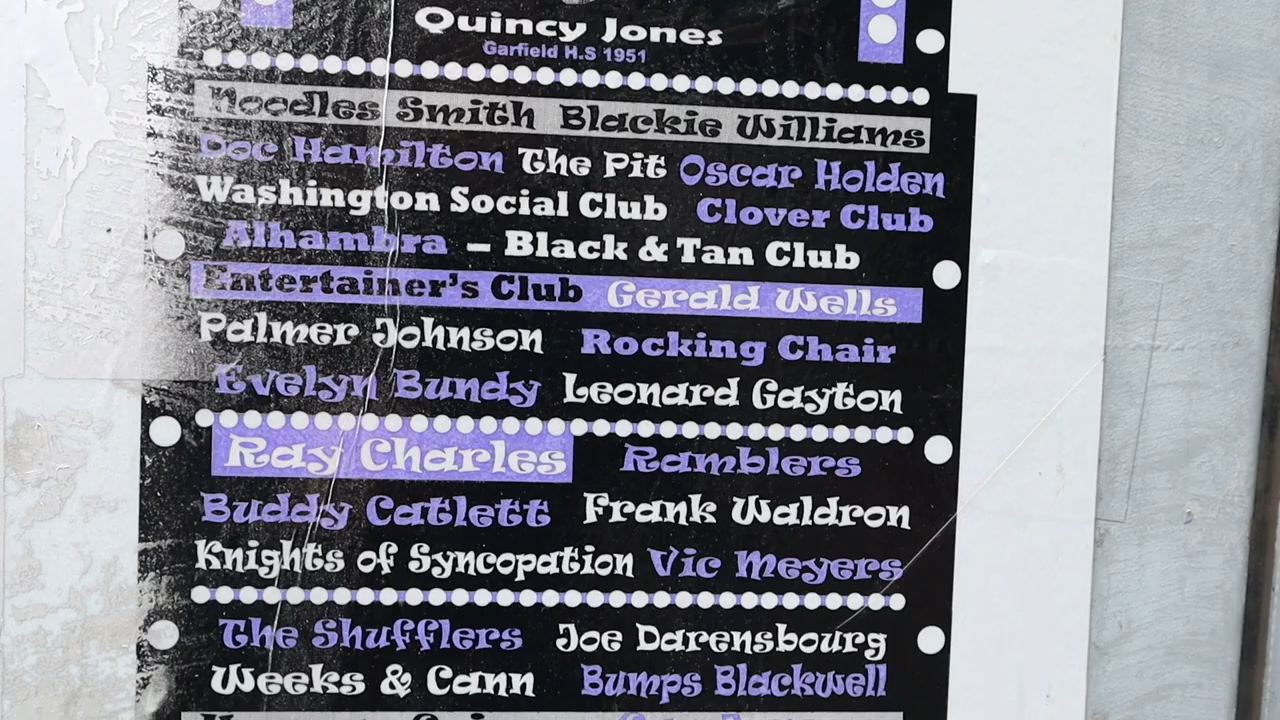 Quincy Jones
Garfield H.S 1951
Noodles Smith Blackie Williams
Doc Hamilton The Pit Oscar Holden
Washington Social Club Clover Club
Alhambra – Black & Tan Club
Entertainer's Club Gerald Wells
Palmer Johnson Rocking Chair
Evelyn Bundy Leonard Gayton
Ray Charles Ramblers
Buddy Catlett Frank Waldron
Knights of Syncopation Vic Meyers
The Shufflers Joe Darensbourg
Weeks & Cann Bumps Blackwell